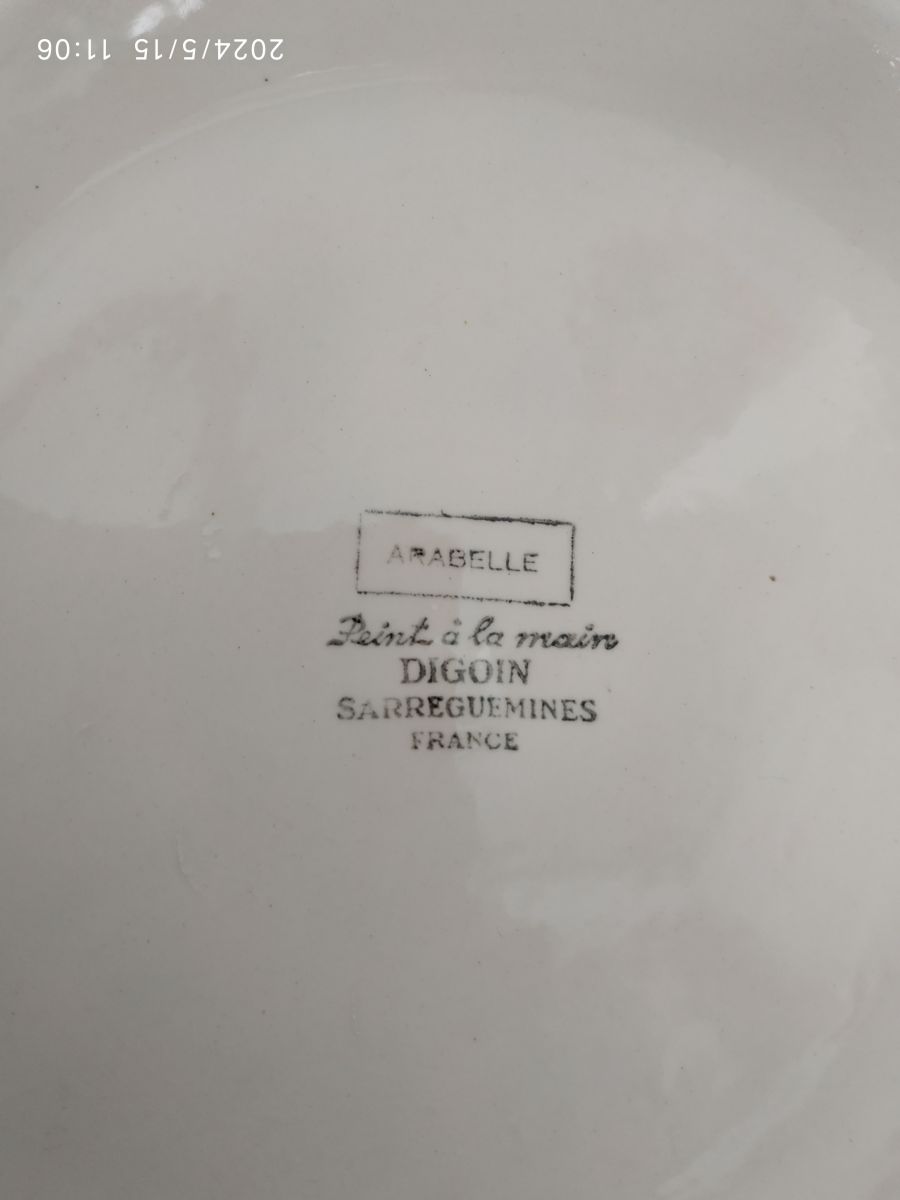 2024/5/15 11:06
ARABELLE
Peint à la main
DIGOIN
SARREGUEMINES
FRANCE